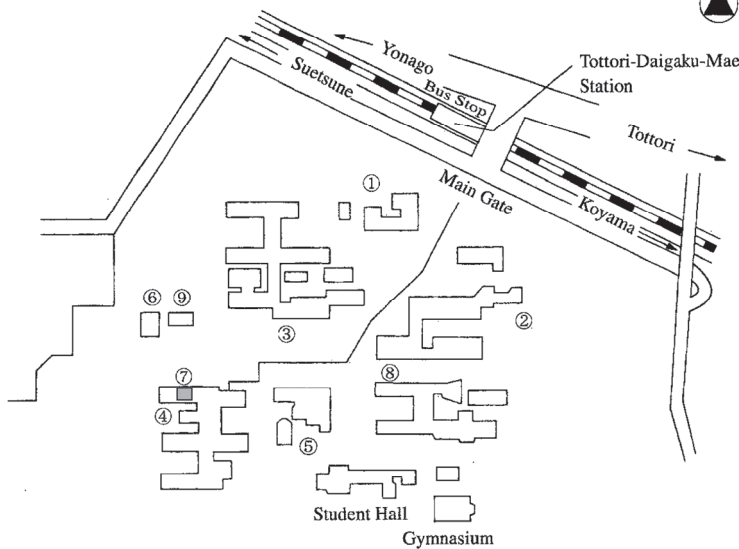 Yonago
Suetsune
Bus Stop
Tottori-Daigaku-Mae
Station
Tottori
Main Gate
Koyama
①
②
③
⑥ ⑨
⑦
④
⑧
⑤
Student Hall
Gymnasium